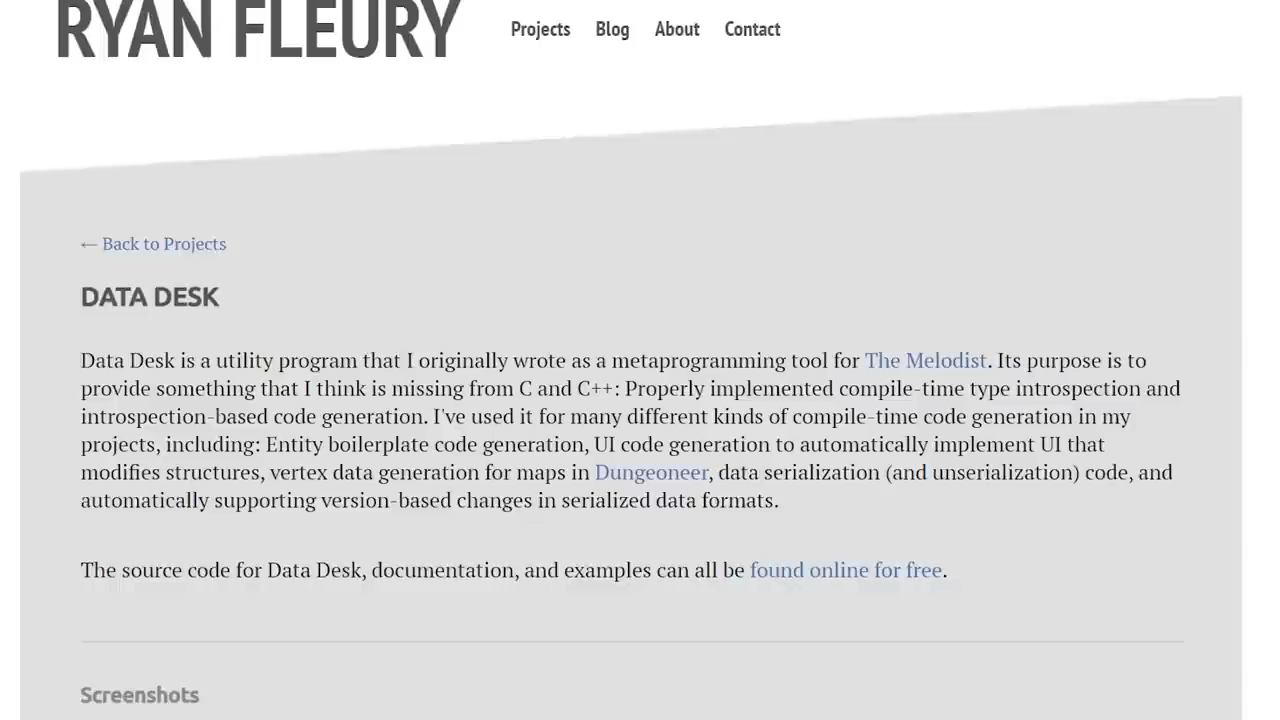 RYAN FLEURY
Projects Blog About Contact
← Back to Projects
DATA DESK
Data Desk is a utility program that I originally wrote as a metaprogramming tool for The Melodist. Its purpose is to
provide something that I think is missing from C and C++: Properly implemented compile-time type introspection and
introspection-based code generation. I've used it for many different kinds of compile-time code generation in my
projects, including: Entity boilerplate code generation, UI code generation to automatically implement UI that
modifies structures, vertex data generation for maps in Dungeoneer, data serialization (and unserialization) code, and
automatically supporting version-based changes in serialized data formats.
The source code for Data Desk, documentation, and examples can all be found online for free.
Screenshots